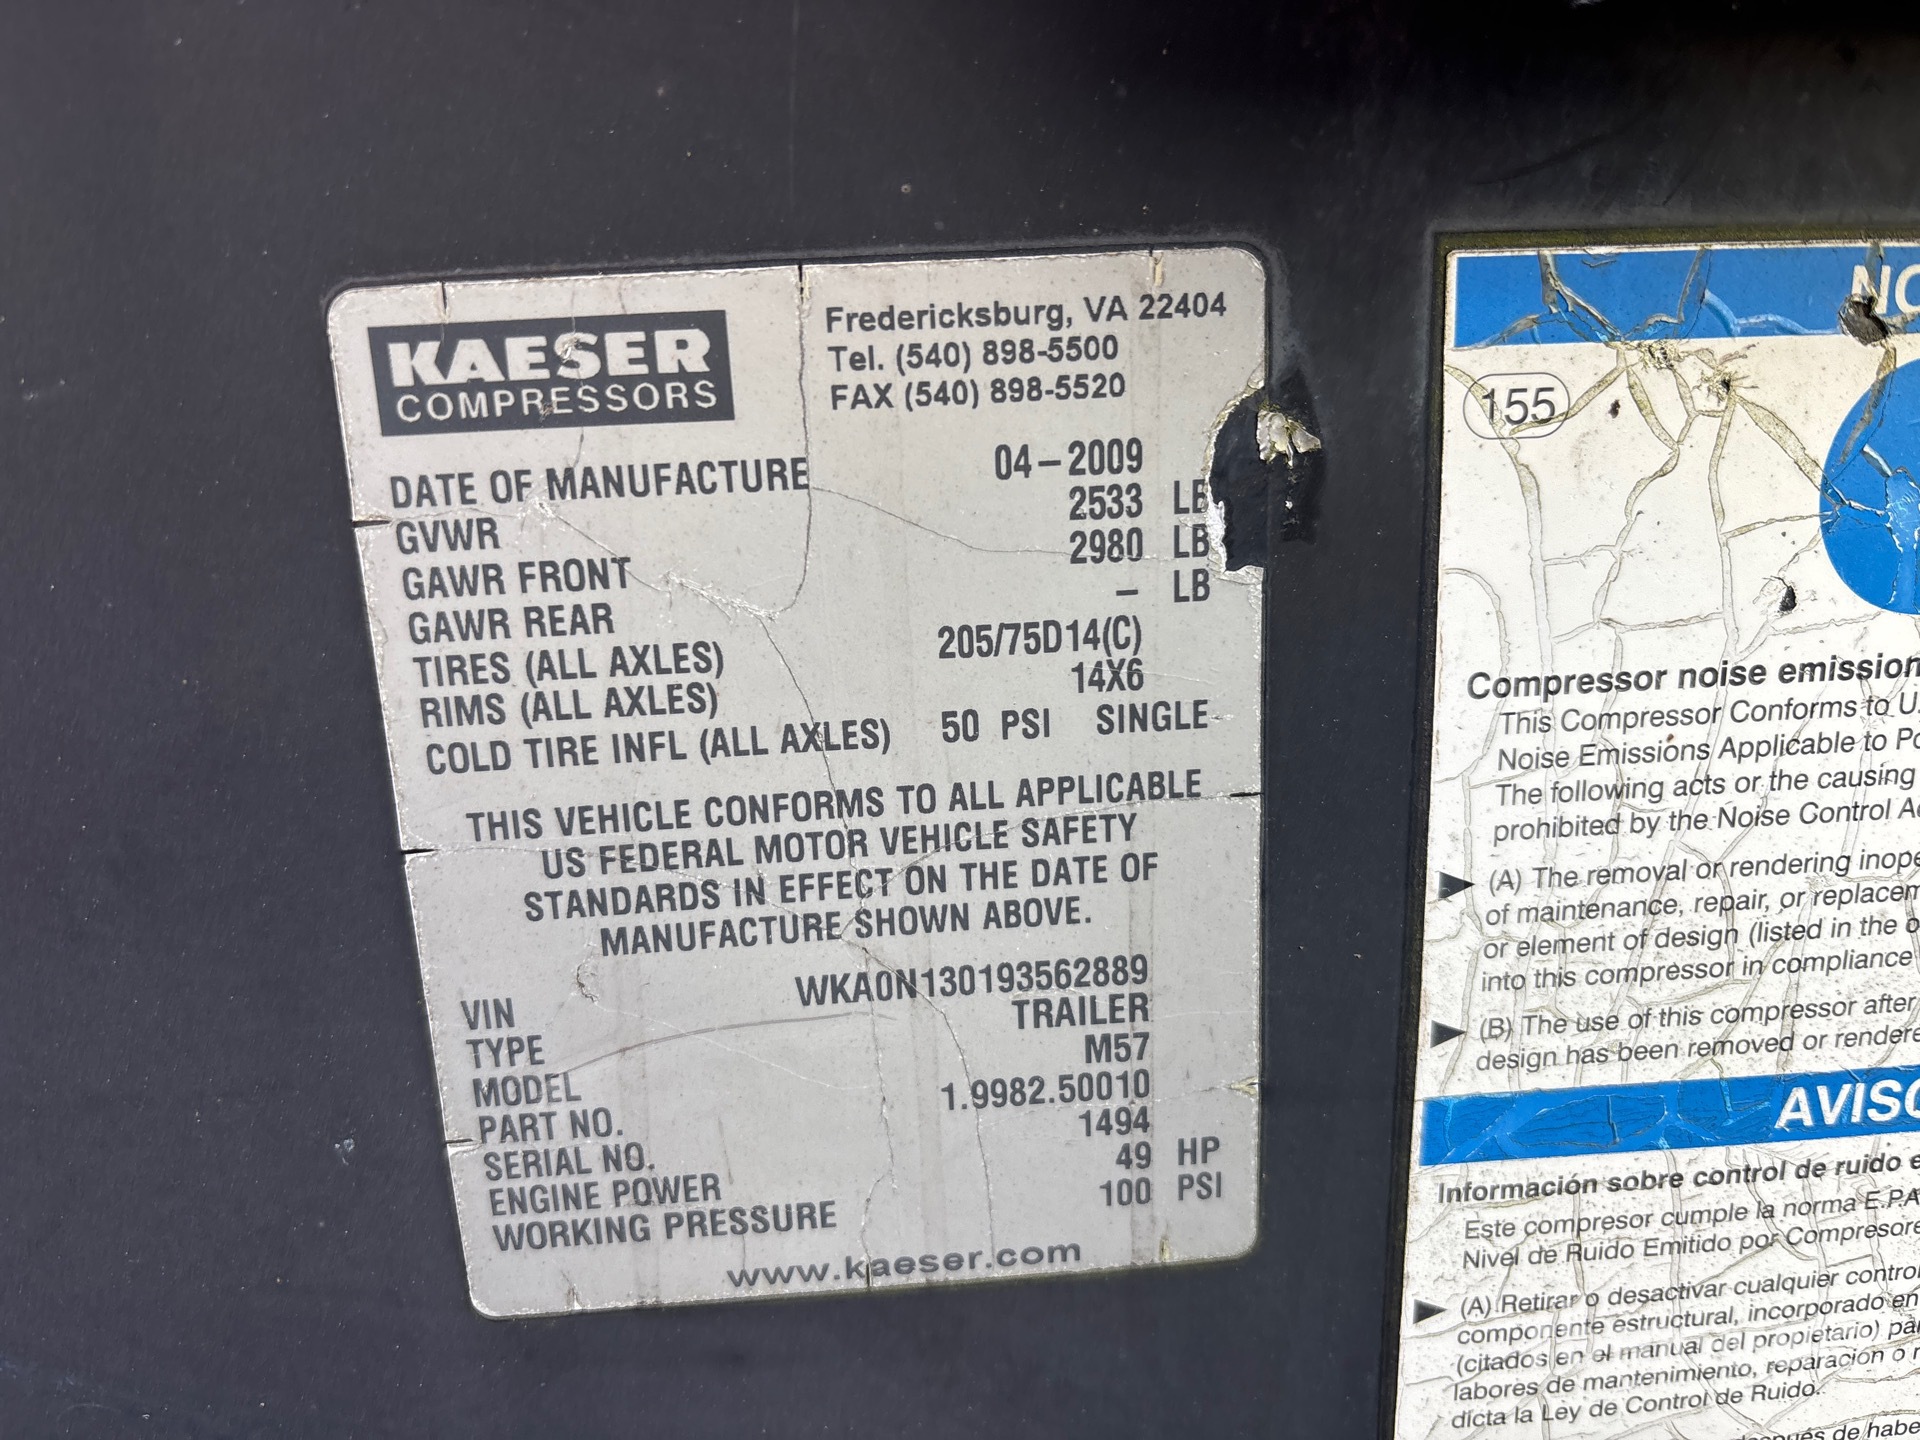 KAESER
COMPRESSORS
Fredericksburg, VA 22404
Tel. (540) 898-5500
FAX (540) 898-5520
DATE OF MANUFACTURE 04-2009
GVWR 2533 LB
GAWR FRONT 2980 LB
GAWR REAR - LB
TIRES (ALL AXLES) 205/75D14(C)
RIMS (ALL AXLES) 14X6
COLD TIRE INFL (ALL AXLES) 50 PSI SINGLE
THIS VEHICLE CONFORMS TO ALL APPLICABLE
US FEDERAL MOTOR VEHICLE SAFETY
STANDARDS IN EFFECT ON THE DATE OF
MANUFACTURE SHOWN ABOVE.
VIN WKA0N130193562889
TYPE TRAILER
MODEL M57
PART NO. 1.9982.50010
SERIAL NO. 1494
ENGINE POWER 49 HP
WORKING PRESSURE 100 PSI
www.kaeser.com
155
Compressor noise emission
This Compressor Conforms to U.
Noise Emissions Applicable to
The following acts or the causing
prohibited by the Noise Control
(A) The removal or rendering
of maintenance, repair, or
or element of design (listed in the
into this compressor in compliance
(B) The use of this compressor after
design has been removed or
AVISO
Información sobre control de ruido
Este compresor cumple la norma E.P.A
Nivel de Ruido Emitido por
(A) Retirar o desactivar cualquier control
componente estructural, incorporado en
(citados en el manual del propietario)
labores de mantenimiento, reparación o
dicta la Ley de Control de Ruido.
después de